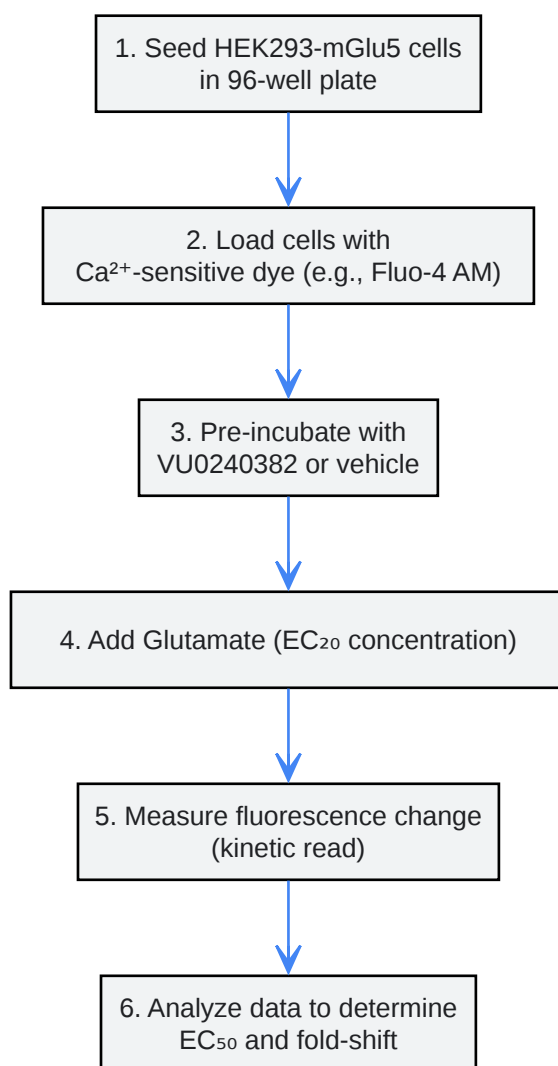 1. Seed HEK293-mGlu5 cells
in 96-well plate
2. Load cells with
Ca²⁺-sensitive dye (e.g., Fluo-4 AM)
3. Pre-incubate with
VU0240382 or vehicle
4. Add Glutamate (EC₂₀ concentration)
5. Measure fluorescence change
(kinetic read)
6. Analyze data to determine
EC₅₀ and fold-shift